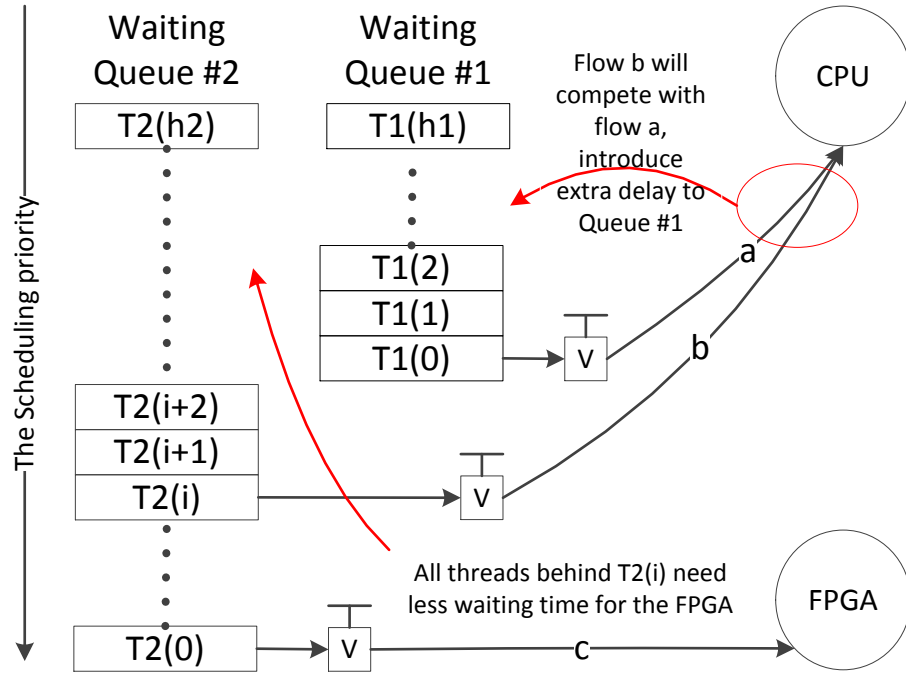 The Scheduling priority
Waiting
Queue #2
T2(h2)
T2(i+2)
T2(i+1)
T2(i)
T2(0)
Waiting
Queue #1
T1(h1)
T1(2)
T1(1)
T1(0)
V
V
V
Flow b will
compete with
flow a,
introduce
extra delay to
Queue #1
a
b
c
CPU
All threads behind T2(i) need
less waiting time for the FPGA
FPGA